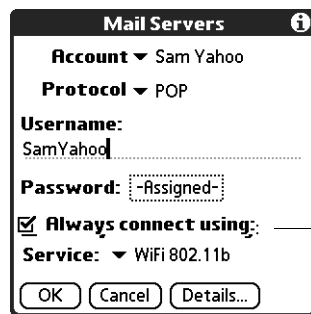 Mail Servers
Account Sam Yahoo
Protocol POP
Username:
SamYahoo
Password: -Assigned-
Always connect using:
Service: WiFi 802.11b
OK Cancel Details...